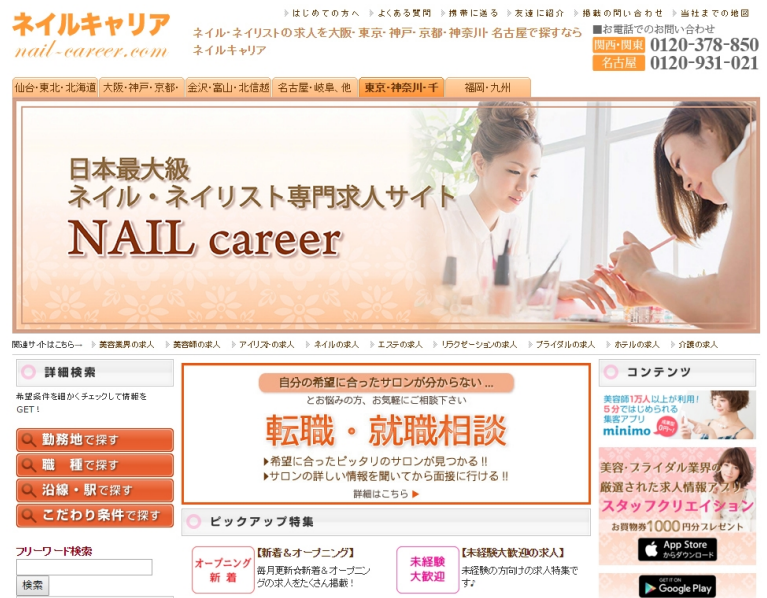 ネイルキャリア
nail-career.com
はじめての方へ よくある質問 携帯に送る 友達に紹介 掲載の問い合わせ 当社までの地図
ネイル・ネイリストの求人を大阪・東京・神戸・京都・神奈川 名古屋で探すなら
ネイルキャリア
■お電話でのお問い合わせ
関西・関東 0120-378-850
名古屋 0120-931-021
仙台・東北・北海道 大阪・神戸・京都・ 金沢・富山・北信越 名古屋・岐阜、他 東京・神奈川・千 福岡・九州
日本最大級
ネイル・ネイリスト専門求人サイト
NAIL career
関連サイトはこちら→ 美容業界の求人 美容師の求人 アイリストの求人 ネイルの求人 エステの求人 リラクゼーションの求人 ブライダルの求人 ホテルの求人 介護の求人
詳細検索
希望条件を細かくチェックして情報を
GET！
勤務地で探す
職 種で探す
沿線・駅で探す
こだわり条件で探す
フリーワード検索
検索
自分の希望に合ったサロンが分からない ...
とお悩みの方、お気軽にご相談下さい
転職・就職相談
希望に合ったピッタリのサロンが見つかる !!
サロンの詳しい情報を聞いてから面接に行ける !!
詳細はこちら
ピックアップ特集
オープニング
新 着
【新着＆オープニング】
毎月更新☆新着＆オープニン
グの求人をたくさん掲載！
未経験
大歓迎
【未経験大歓迎の求人】
未経験の方向けの求人特集で
す♪
コンテンツ
美容師1万人以上が利用！
5分ではじめられる
集客アプリ
minimo
美容・ブライダル業界の
厳選された求人情報アプリ
スタッフクリエイション
お買物券1000円分プレゼント
App Store
からダウンロード
GET IT ON
Google Play